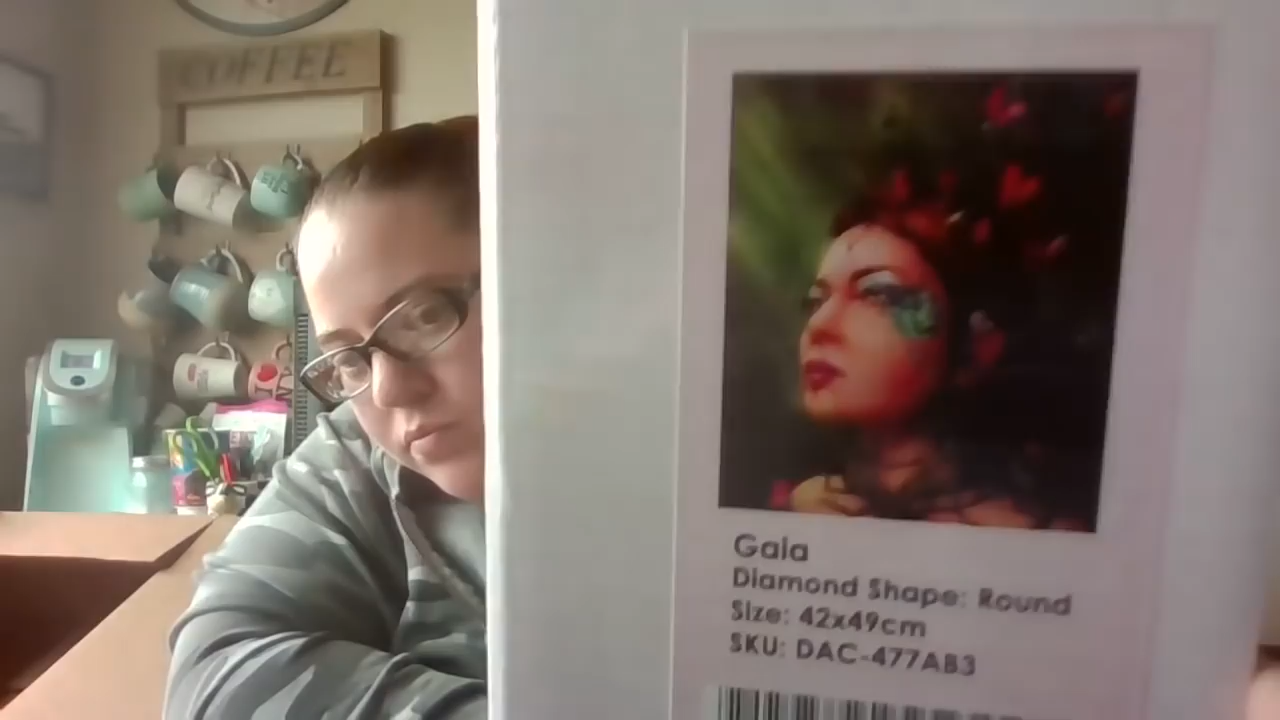 COFFEE
Gaia
Diamond Shape: Round
Size: 42x49cm
SKU: DAC-477AB3